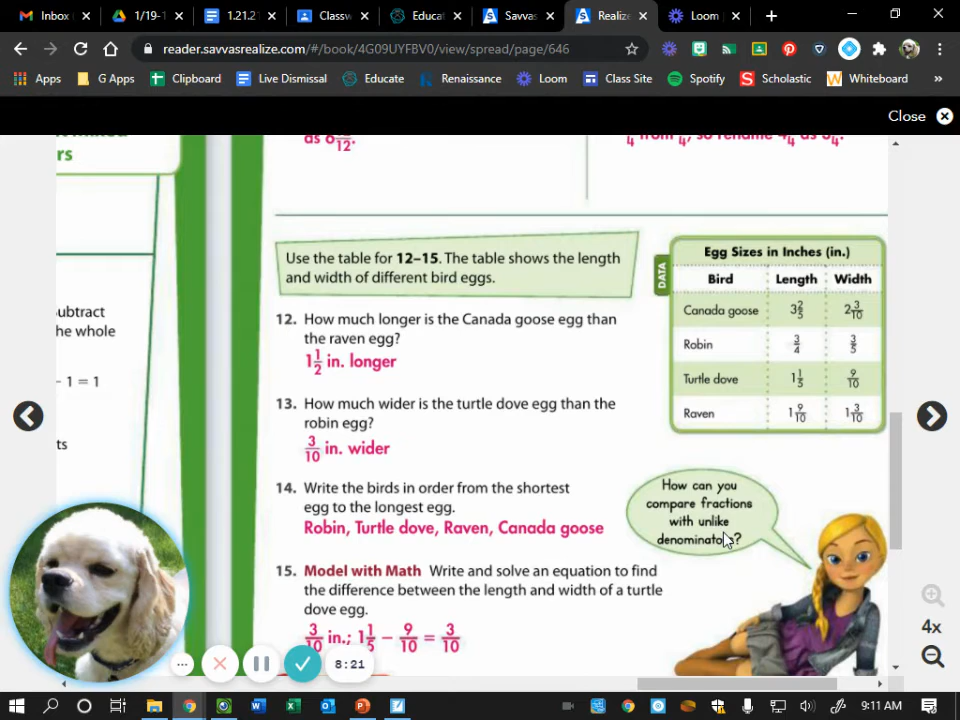 Inbox
1/19-1
1.21.21
Classw
Educa
Savvas
Realize
Loom
reader.savvasrealize.com/#/book/4G09UYFBV0/view/spread/page/646
Apps G Apps Clipboard Live Dismissal Educate Renaissance Loom Class Site Spotify Scholastic Whiteboard »
Close
rs
as 6 /12.
subtract
he whole
- 1 = 1
ts
Use the table for 12–15. The table shows the length
and width of different bird eggs.
12. How much longer is the Canada goose egg than
the raven egg?
1 1/2 in. longer
13. How much wider is the turtle dove egg than the
robin egg?
3/10 in. wider
14. Write the birds in order from the shortest
egg to the longest egg.
Robin, Turtle dove, Raven, Canada goose
15. Model with Math Write and solve an equation to find
the difference between the length and width of a turtle
dove egg.
3/10 in.; 1 1/5 − 9/10 = 3/10
DATA
Egg Sizes in Inches (in.)
Bird Length Width
Canada goose 3 2/5 2 3/10
Robin 3/4 3/5
Turtle dove 1 1/5 9/10
Raven 1 9/10 1 3/10
How can you
compare fractions
with unlike
denominators?
8:21
4x
9:11 AM